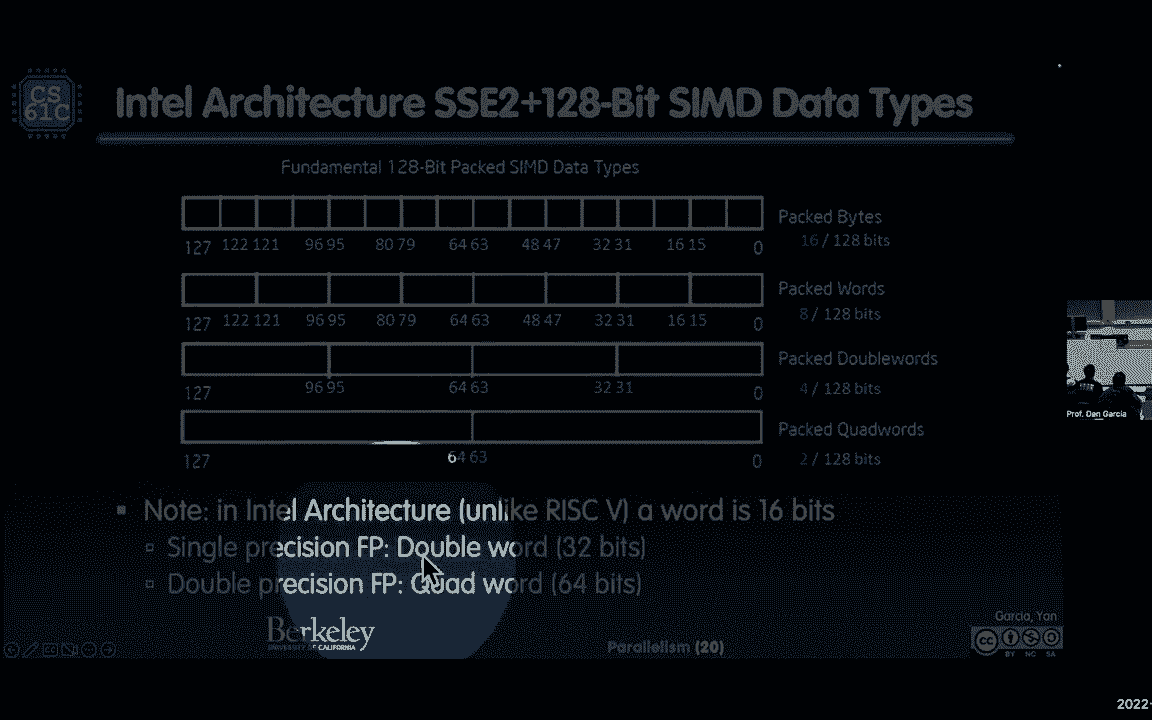 CS
61C
Intel Architecture SSE2+128-Bit SIMD Data Types
Fundamental 128-Bit Packed SIMD Data Types
Packed Bytes
16 / 128 bits
127 122 121 96 95 80 79 64 63 48 47 32 31 16 15 0
Packed Words
8 / 128 bits
127 122 121 96 95 80 79 64 63 48 47 32 31 16 15 0
Packed Doublewords
4 / 128 bits
127 96 95 64 63 32 31 0
Packed Quadwords
2 / 128 bits
127 64 63 0
Note: in Intel Architecture (unlike RISC V) a word is 16 bits
Single precision FP: Double word (32 bits)
Double precision FP: Quad word (64 bits)
Berkeley
UNIVERSITY OF CALIFORNIA
Parallelism (20)
Garcia, Yan
cc
BY NC SA
Prof. Dan Garcia
2022-